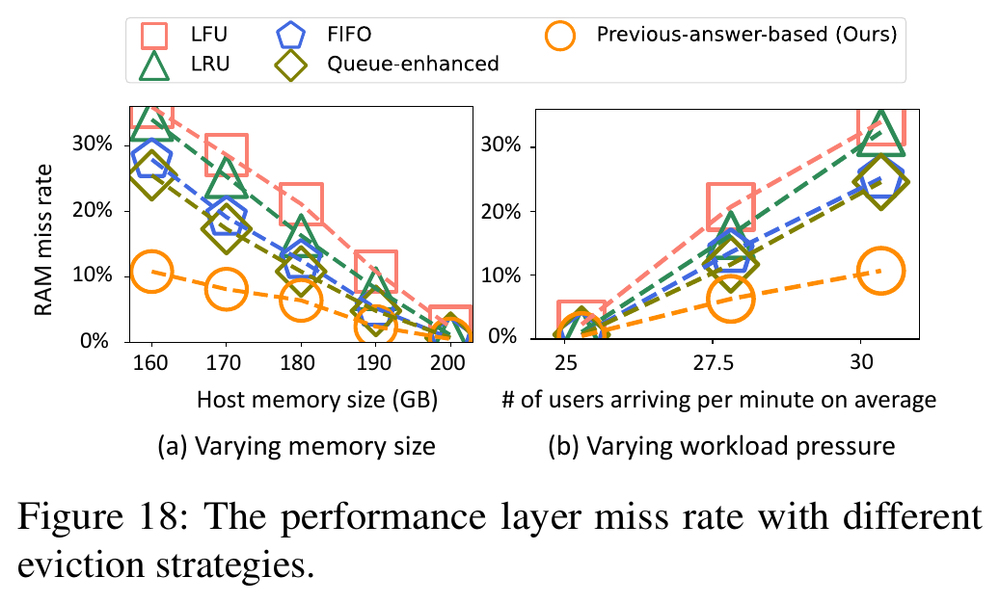 LFU
FIFO
Previous-answer-based (Ours)
LRU
Queue-enhanced
RAM miss rate
30%
20%
10%
0%
160 170 180 190 200
Host memory size (GB)
(a) Varying memory size
30%
20%
10%
0%
25 27.5 30
# of users arriving per minute on average
(b) Varying workload pressure
Figure 18: The performance layer miss rate with different
eviction strategies.